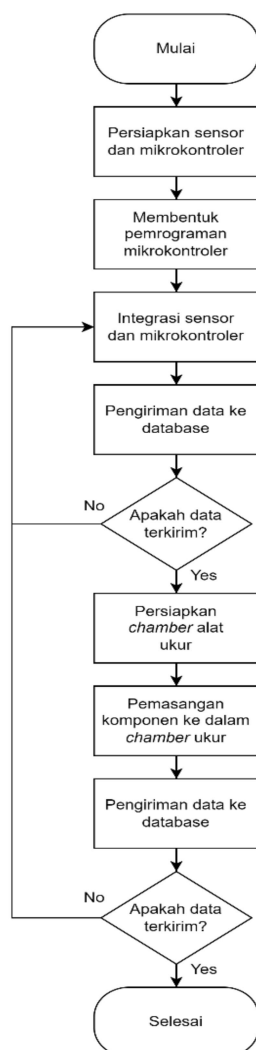 Mulai
Persiapkan sensor
dan mikrokontroler
Membentuk
pemrograman
mikrokontroler
Integrasi sensor
dan mikrokontroler
Pengiriman data ke
database
No
Apakah data
terkirim?
Yes
Persiapkan
chamber alat
ukur
Pemasangan
komponen ke dalam
chamber ukur
Pengiriman data ke
database
No
Apakah data
terkirim?
Yes
Selesai